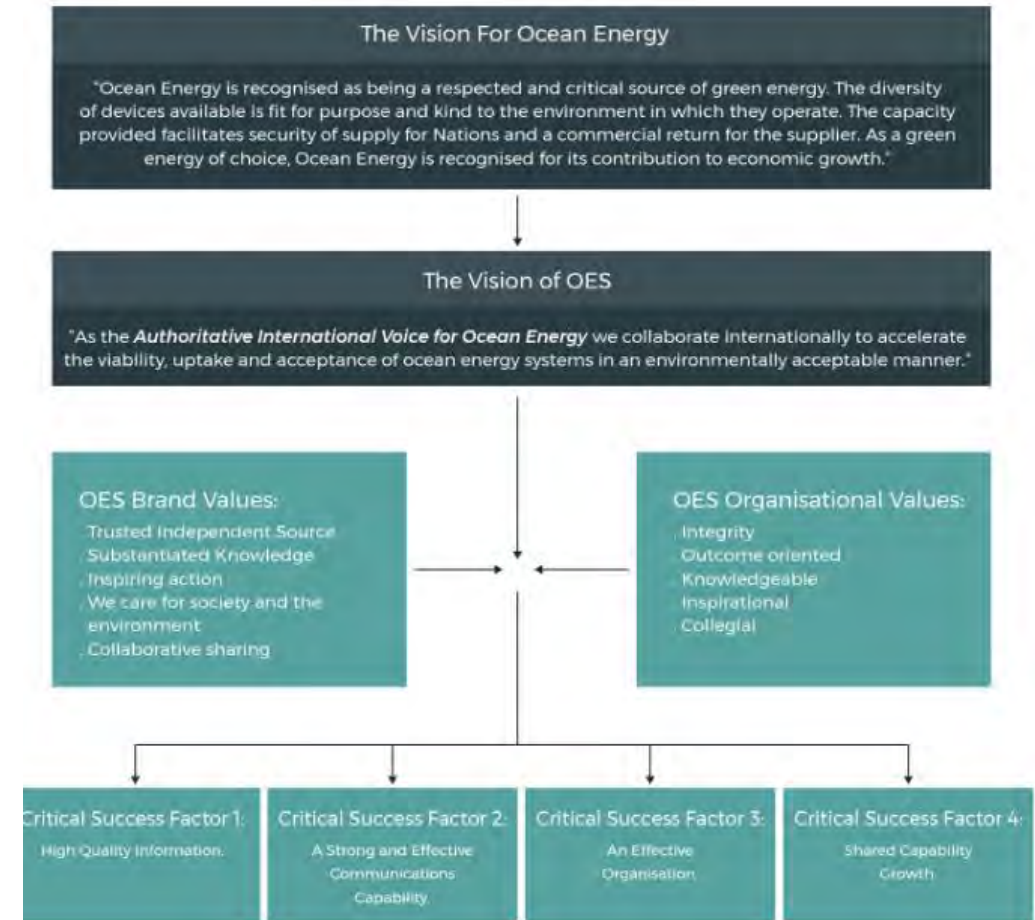 The Vision For Ocean Energy
"Ocean Energy is recognised as being a respected and critical source of green energy. The diversity
of devices available is fit for purpose and kind to the environment in which they operate. The capacity
provided facilitates security of supply for Nations and a commercial return for the supplier. As a green
energy of choice, Ocean Energy is recognised for its contribution to economic growth."
The Vision of OES
"As the Authoritative International Voice for Ocean Energy we collaborate internationally to accelerate
the viability, uptake and acceptance of ocean energy systems in an environmentally acceptable manner."
OES Brand Values:
. Trusted Independent Source
. Substantiated Knowledge
. Inspiring action
. We care for society and the
environment
. Collaborative sharing
OES Organisational Values:
. Integrity
. Outcome oriented
. Knowledgeable
. Inspirational
. Collegial
Critical Success Factor 1:
High Quality Information.
Critical Success Factor 2:
A Strong and Effective
Communications
Capability.
Critical Success Factor 3:
An Effective
Organisation
Critical Success Factor 4:
Shared Capability
Growth